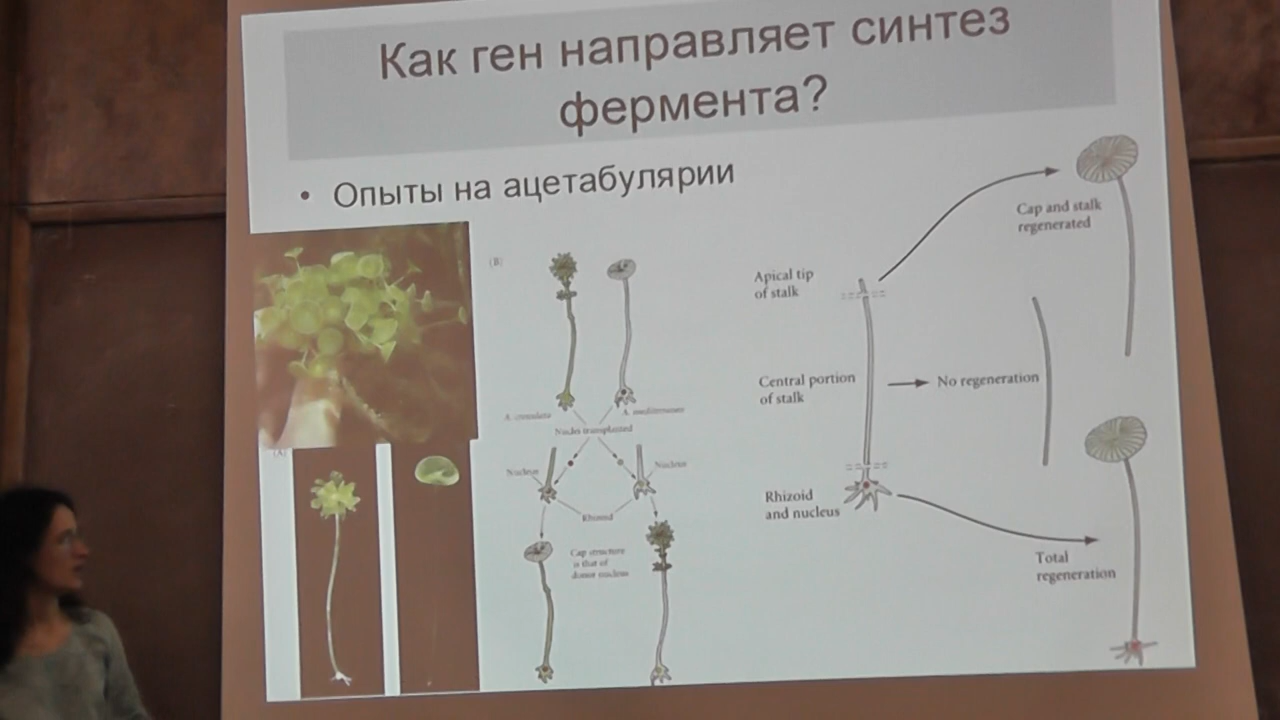 Как ген направляет синтез
фермента?
• Опыты на ацетабулярии
(B)
A. mediterranea
Nuclei transplanted
Nucleus
Nucleus
Rhizoid
Cap structure
is that of
donor nucleus
(A)
Apical tip
of stalk
Cap and stalk
regenerated
Central portion
of stalk
No regeneration
Rhizoid
and nucleus
Total
regeneration